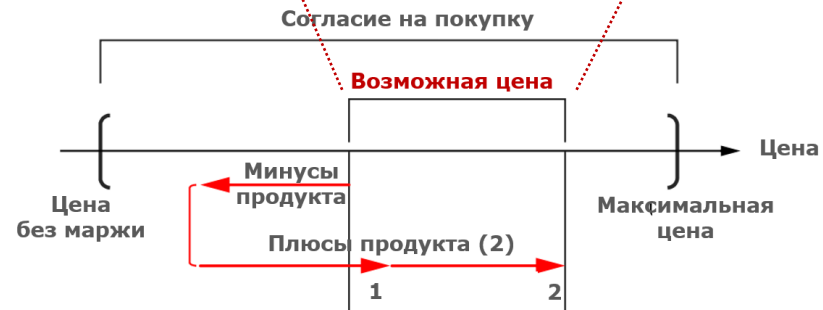 Согласие на покупку
Возможная цена
Цена
Минусы
продукта
Цена
без маржи
Максимальная
цена
Плюсы продукта (2)
1
2